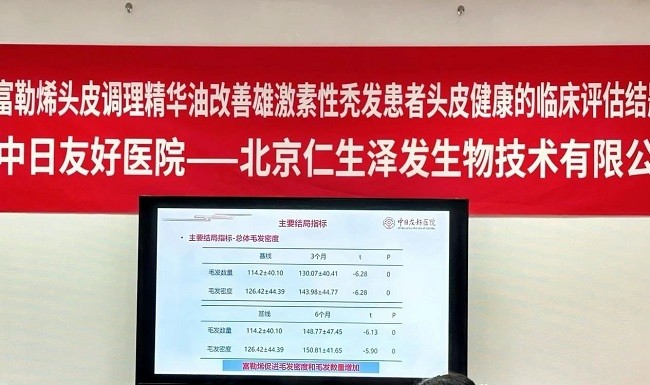 富勒烯头皮调理精华油改善雄激素性秃发患者头皮健康的临床评估结题
中日友好医院——北京仁生泽发生物技术有限公
主要结局指标
中日友好医院
• 主要结局指标-总体毛发密度
基线 3个月 t P
毛发数量 114.2±40.10 130.07±40.41 -6.28 0
毛发密度 126.42±44.39 143.98±44.77 -6.28 0
基线 6个月
毛发数量 114.2±40.10 148.77±47.45 -6.13 0
毛发密度 126.42±44.39 150.81±41.65 -5.90 0
富勒烯促进毛发密度和毛发数量增加